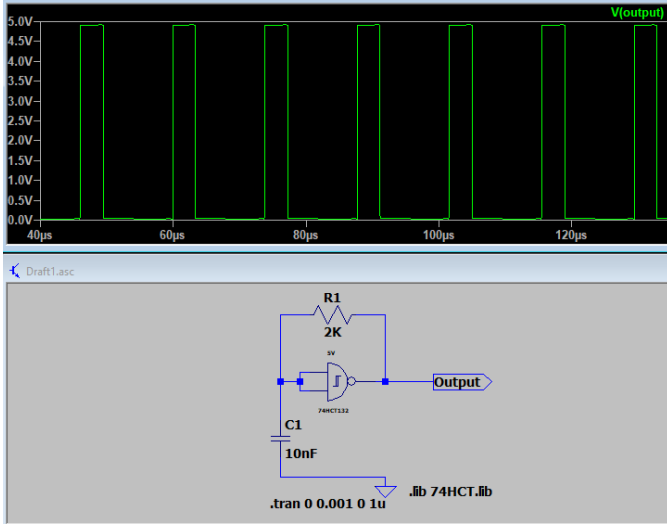 V(output)
5.0V
4.5V
4.0V
3.5V
3.0V
2.5V
2.0V
1.5V
1.0V
0.5V
0.0V
40µs 60µs 80µs 100µs 120µs
Draft1.asc
R1
2K
5V
Output
74HCT132
C1
10nF
.lib 74HCT.lib
.tran 0 0.001 0 1u